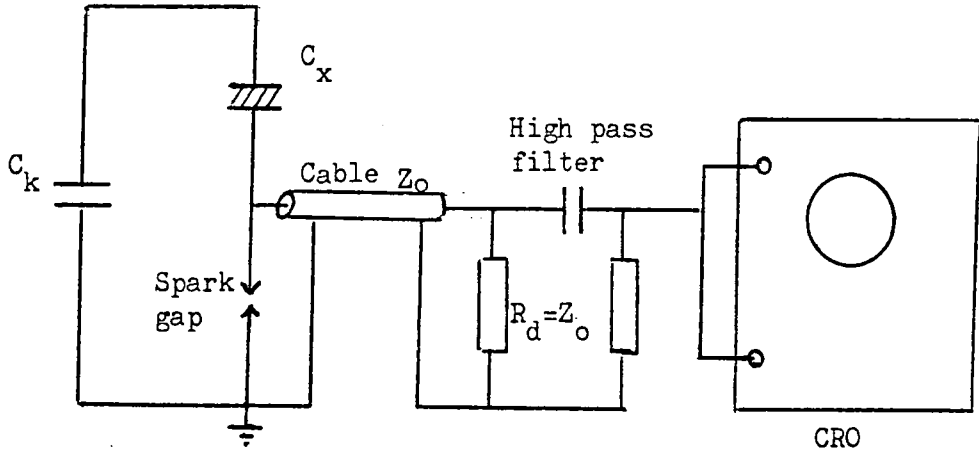 C_x
C_k
High pass
filter
Cable Z_o
Spark
gap
R_d=Z_o
CRO